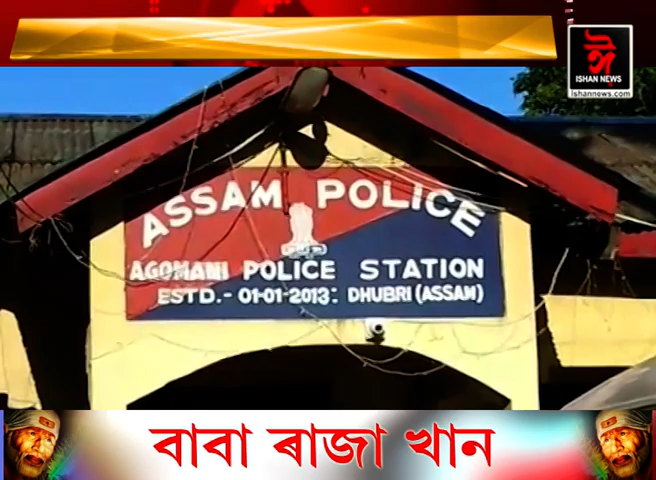 ঈ
ISHAN NEWS
Ishannews.com
ASSAM POLICE
AGOMANI POLICE STATION
ESTD.- 01-01-2013: DHUBRI (ASSAM)
বাবা ৰাজা খান